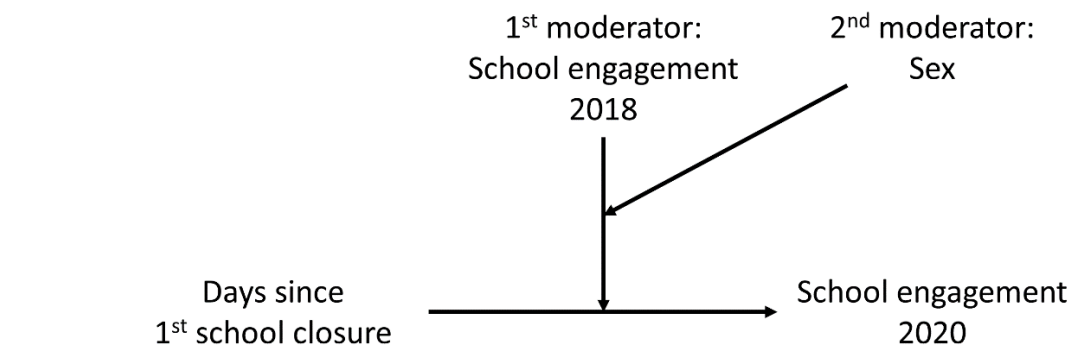 1st moderator:
School engagement
2018
2nd moderator:
Sex
Days since
1st school closure
School engagement
2020